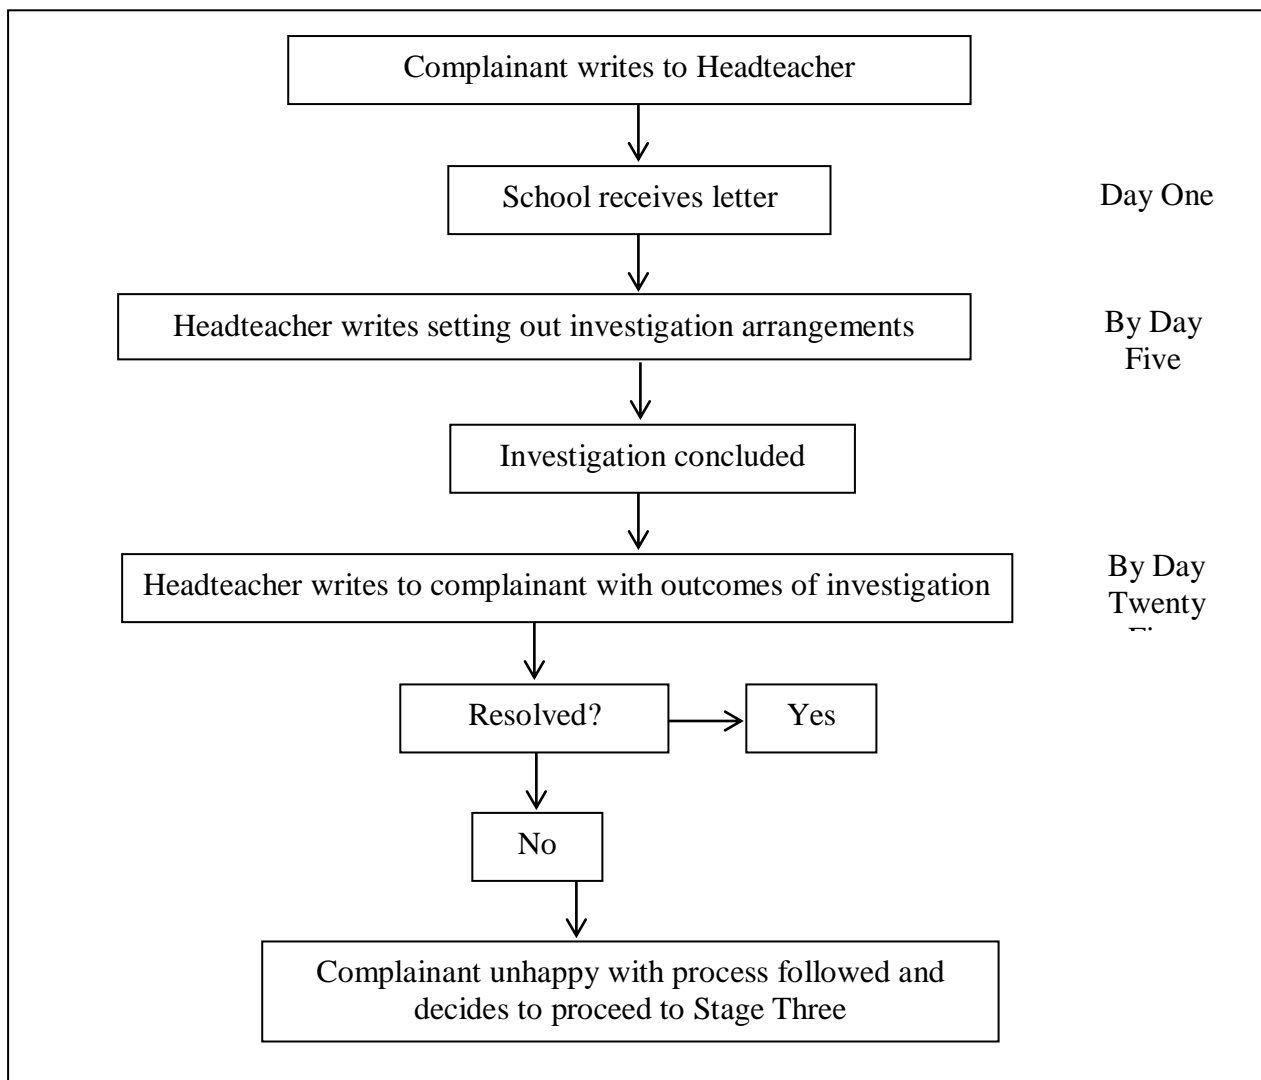 Complainant writes to Headteacher
School receives letter
Day One
Headteacher writes setting out investigation arrangements
By Day
Five
Investigation concluded
Headteacher writes to complainant with outcomes of investigation
By Day
Twenty
Resolved?
Yes
No
Complainant unhappy with process followed and
decides to proceed to Stage Three